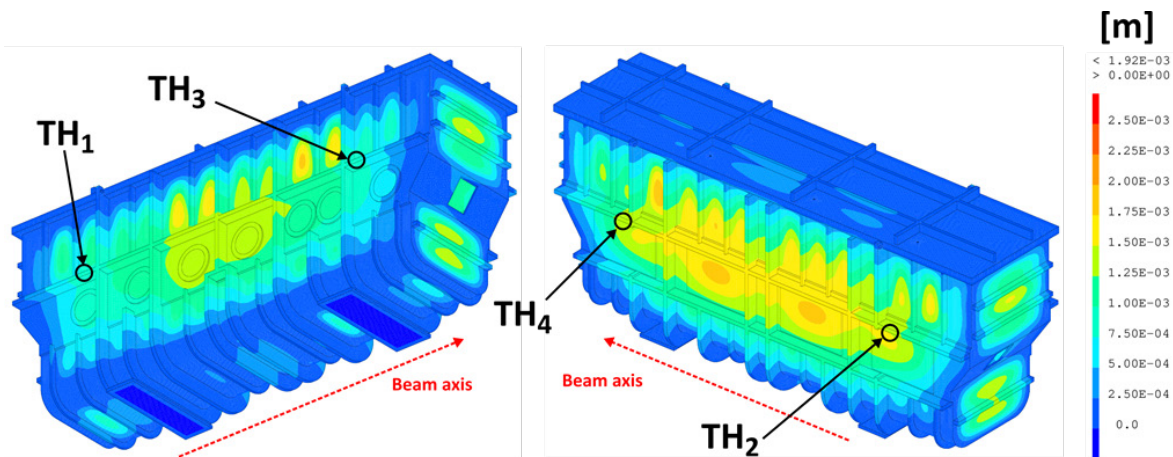 [m]
< 1.92E-03
> 0.00E+00
2.50E-03
2.25E-03
2.00E-03
1.75E-03
1.50E-03
1.25E-03
1.00E-03
7.50E-04
5.00E-04
2.50E-04
0.0
TH3
TH1
Beam axis
TH4
Beam axis
TH2